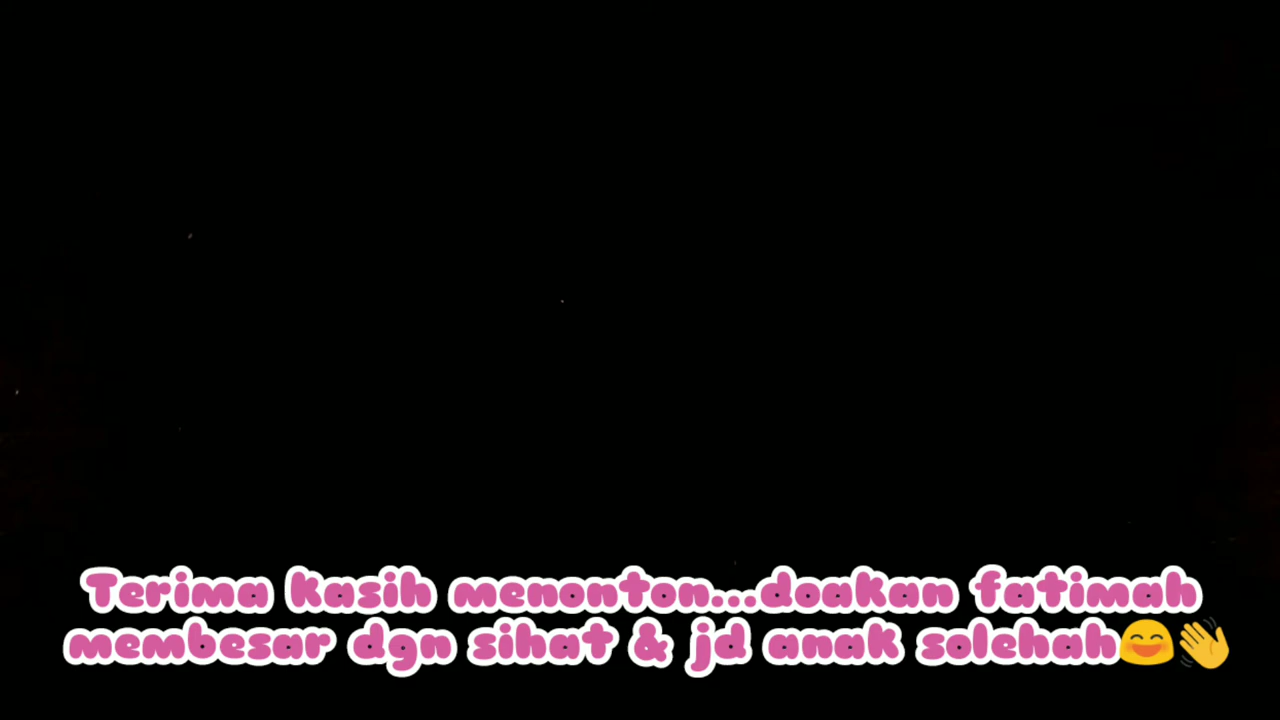 Terima kasih menonton...doakan fatimah
membesar dgn sihat & jd anak solehah😄👋